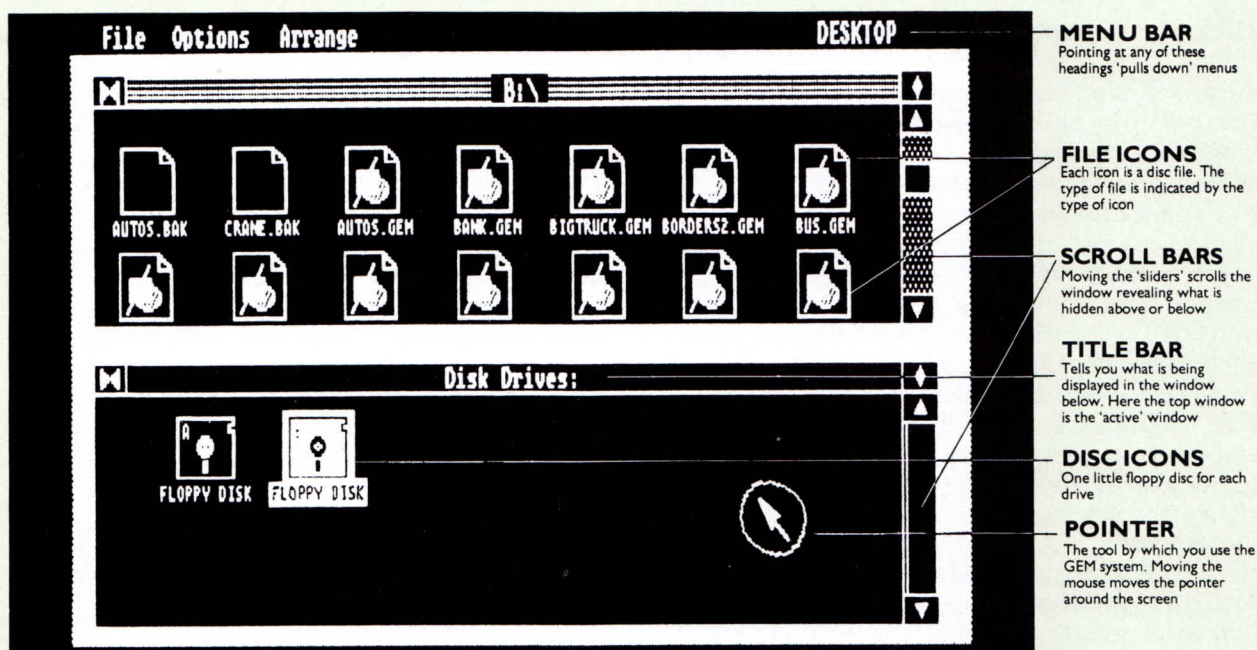 File Options Arrange DESKTOP
B:\
AUTOS.BAK CRANE.BAK AUTOS.GEM BANK.GEM BIGTRUCK.GEM BORDERS2.GEM BUS.GEM
Disk Drives:
A
FLOPPY DISK FLOPPY DISK
MENU BAR
Pointing at any of these
headings ‘pulls down’ menus
FILE ICONS
Each icon is a disc file. The
type of file is indicated by the
type of icon
SCROLL BARS
Moving the ‘sliders’ scrolls the
window revealing what is
hidden above or below
TITLE BAR
Tells you what is being
displayed in the window
below. Here the top window
is the ‘active’ window
DISC ICONS
One little floppy disc for each
drive
POINTER
The tool by which you use the
GEM system. Moving the
mouse moves the pointer
around the screen